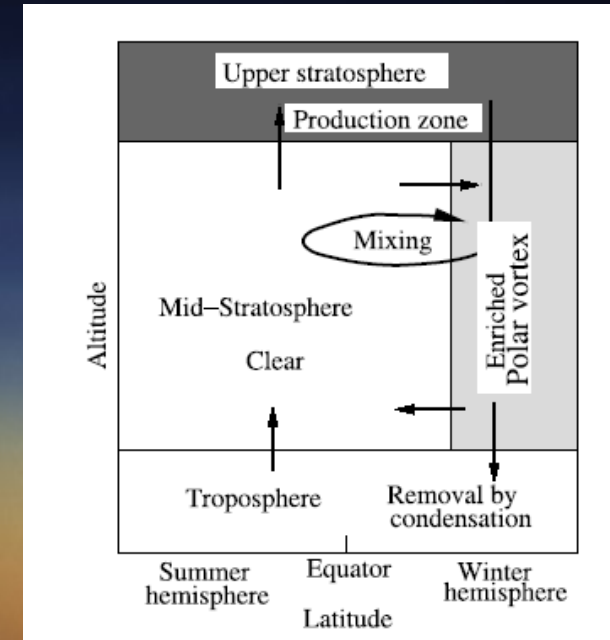 Upper stratosphere
Production zone
Mixing
Enriched
Polar vortex
Mid–Stratosphere
Clear
Altitude
Troposphere
Removal by
condensation
Summer
hemisphere
Equator
Winter
hemisphere
Latitude